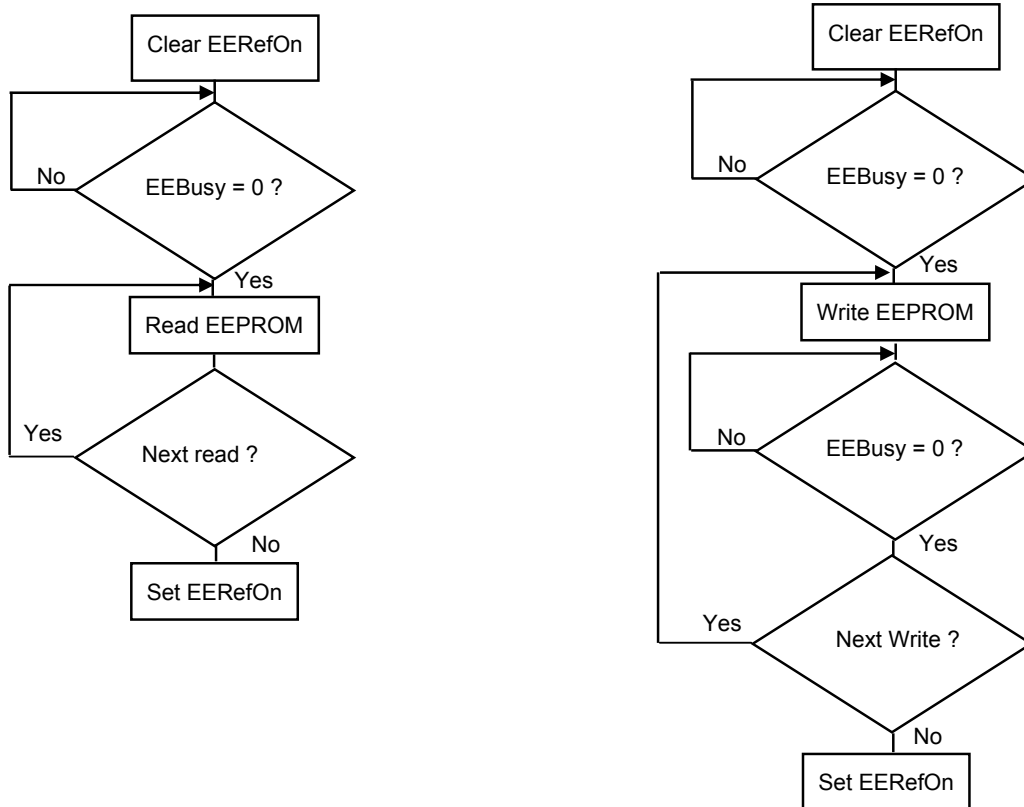 Clear EERefOn
No
EEBusy = 0 ?
Yes
Read EEPROM
Yes
Next read ?
No
Set EERefOn
Clear EERefOn
No
EEBusy = 0 ?
Yes
Write EEPROM
No
EEBusy = 0 ?
Yes
Yes
Next Write ?
No
Set EERefOn